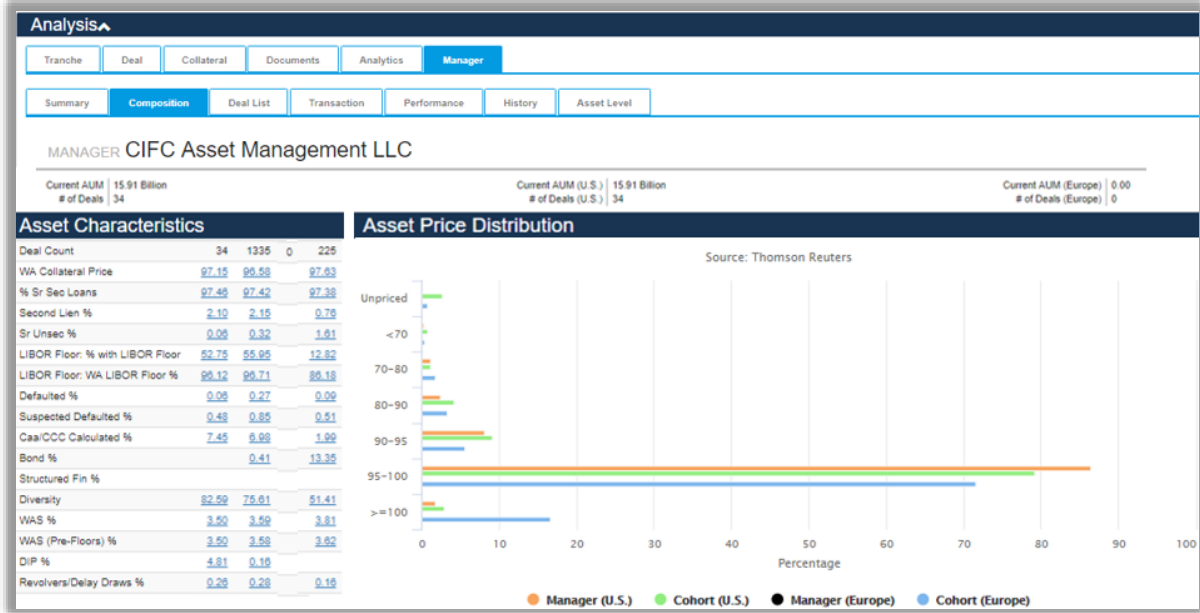 Analysis
Tranche Deal Collateral Documents Analytics Manager
Summary Composition Deal List Transaction Performance History Asset Level
MANAGER CIFC Asset Management LLC
Current AUM 15.91 Billion Current AUM (U.S.) 15.91 Billion Current AUM (Europe) 0.00
# of Deals 34 # of Deals (U.S.) 34 # of Deals (Europe) 0
Asset Characteristics
Deal Count 34 1335 0 225
WA Collateral Price 97.15 96.58 97.63
% Sr Sec Loans 97.46 97.42 97.38
Second Lien % 2.10 2.15 0.76
Sr Unsec % 0.06 0.32 1.61
LIBOR Floor: % with LIBOR Floor 52.75 55.95 12.82
LIBOR Floor: WA LIBOR Floor % 96.12 96.71 86.18
Defaulted % 0.06 0.27 0.09
Suspected Defaulted % 0.48 0.85 0.51
Caa/CCC Calculated % 7.45 6.98 1.99
Bond % 0.41 13.35
Structured Fin %
Diversity 82.59 75.61 51.41
WAS % 3.50 3.59 3.81
WAS (Pre-Floors) % 3.50 3.58 3.62
DIP % 4.81 0.16
Revolvers/Delay Draws % 0.26 0.28 0.16
Asset Price Distribution
Source: Thomson Reuters
Unpriced
<70
70-80
80-90
90-95
95-100
>=100
0 10 20 30 40 50 60 70 80 90 100
Percentage
Manager (U.S.) Cohort (U.S.) Manager (Europe) Cohort (Europe)